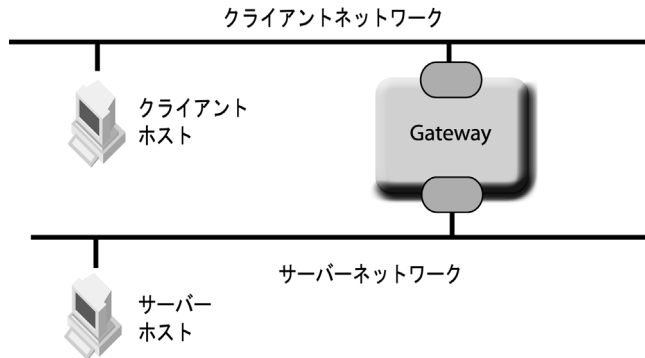 クライアントネットワーク
クライアント
ホスト
Gateway
サーバーネットワーク
サーバー
ホスト